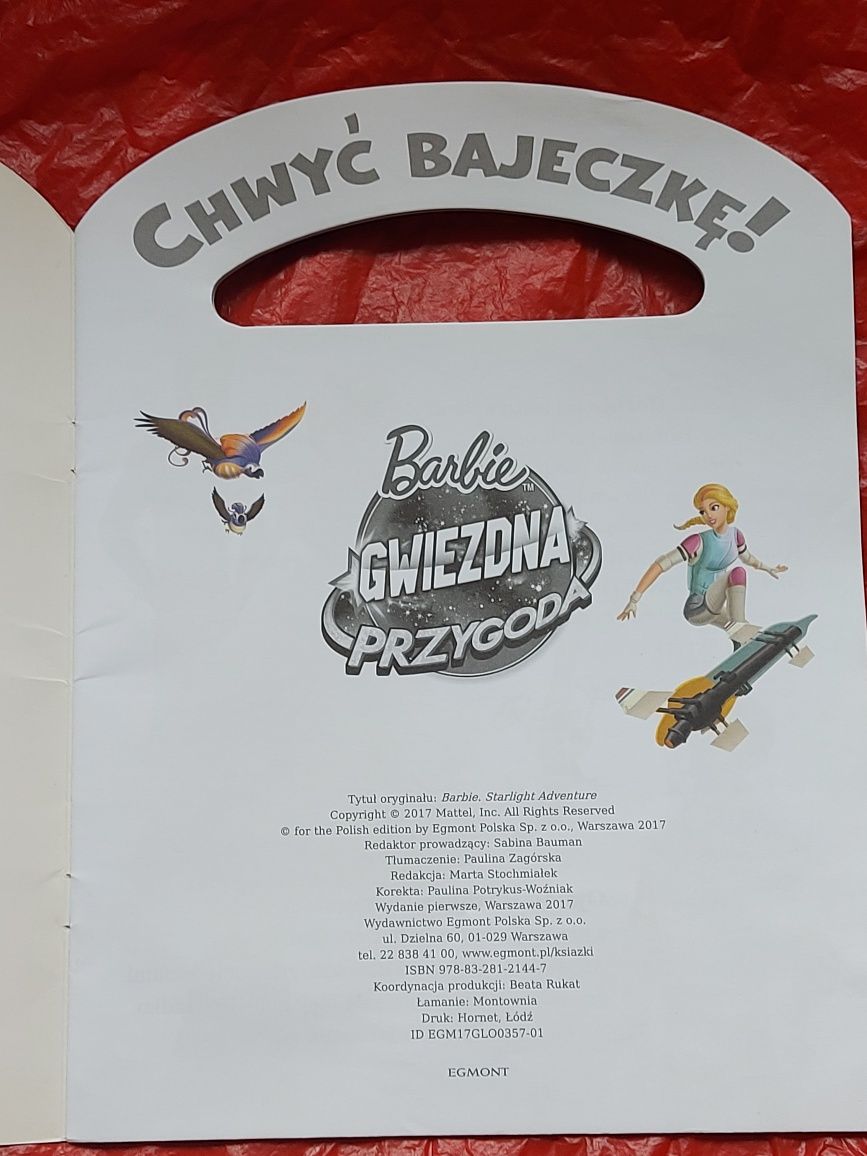 CHWYĆ BAJECZKĘ!
Barbie™
GWIEZDNA
PRZYGODA
Tytuł oryginału: Barbie. Starlight Adventure
Copyright © 2017 Mattel, Inc. All Rights Reserved
© for the Polish edition by Egmont Polska Sp. z o.o., Warszawa 2017
Redaktor prowadzący: Sabina Bauman
Tłumaczenie: Paulina Zagórska
Redakcja: Marta Stochmiałek
Korekta: Paulina Potrykus-Woźniak
Wydanie pierwsze, Warszawa 2017
Wydawnictwo Egmont Polska Sp. z o.o.
ul. Dzielna 60, 01-029 Warszawa
tel. 22 838 41 00, www.egmont.pl/ksiazki
ISBN 978-83-281-2144-7
Koordynacja produkcji: Beata Rukat
Łamanie: Montownia
Druk: Hornet, Łódź
ID EGM17GLO0357-01
EGMONT